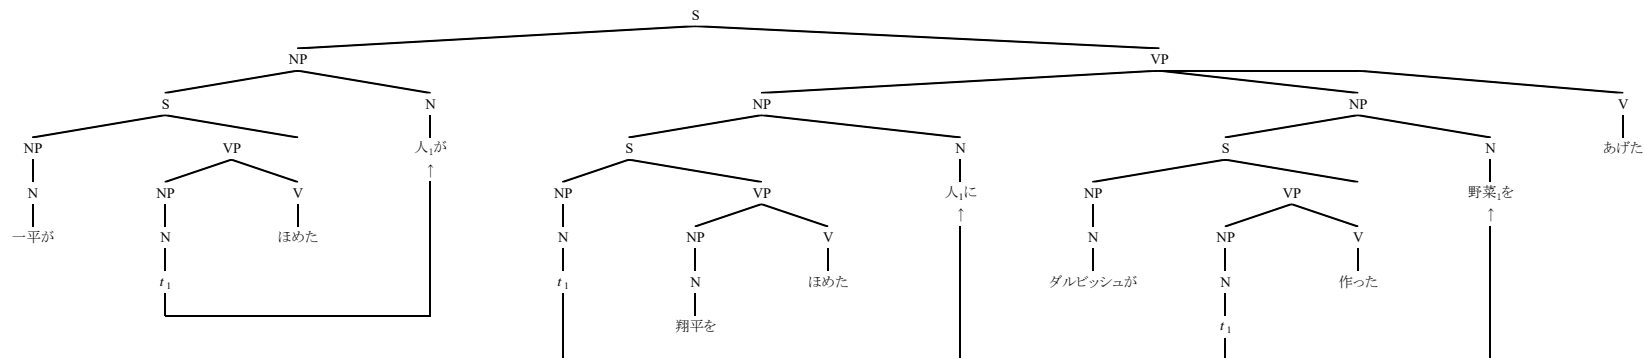 S
NP VP
S N NP NP V
NP VP 人₁が S N S N あげた
↑
N NP V NP VP 人₁に NP VP 野菜₁を
↑ ↑
一平が N ほめた N NP V N NP V
t₁ t₁ N ほめた ダルビッシュが N 作った
翔平を t₁